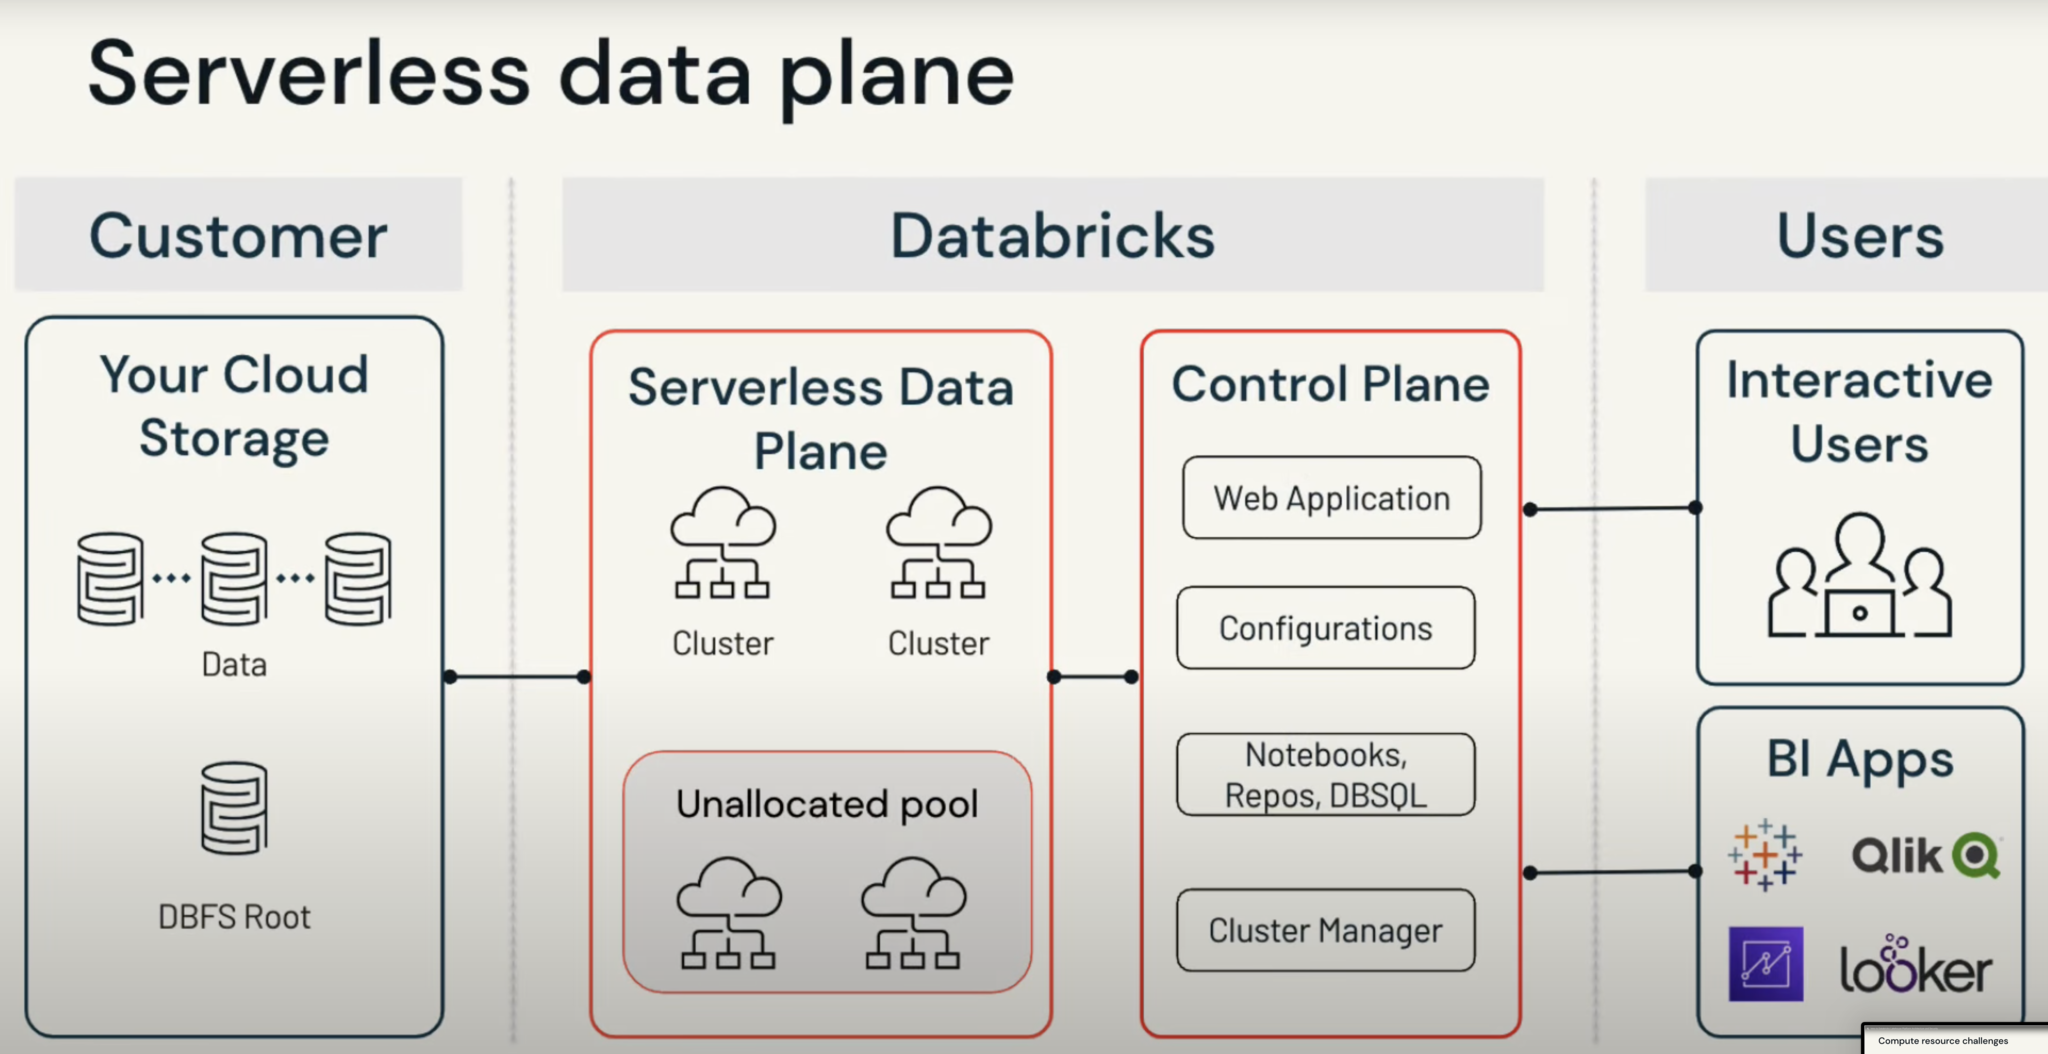 Serverless data plane
Customer
Databricks
Users
Your Cloud
Storage
Data
DBFS Root
Serverless Data
Plane
Cluster
Cluster
Unallocated pool
Control Plane
Web Application
Configurations
Notebooks,
Repos, DBSQL
Cluster Manager
Interactive
Users
BI Apps
Qlik
looker
Compute resource challenges